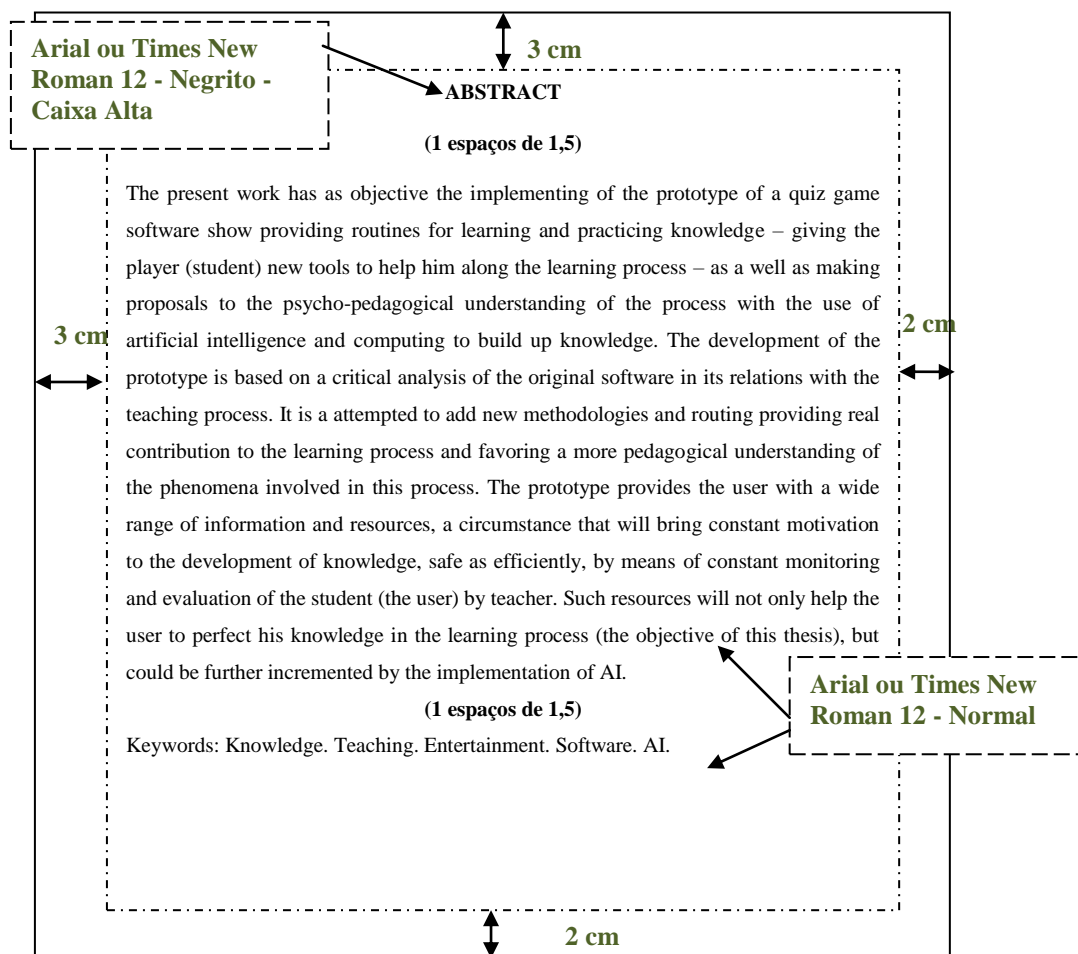 Arial ou Times New
Roman 12 - Negrito -
Caixa Alta
3 cm
ABSTRACT
(1 espaços de 1,5)
The present work has as objective the implementing of the prototype of a quiz game
software show providing routines for learning and practicing knowledge – giving the
player (student) new tools to help him along the learning process – as a well as making
proposals to the psycho-pedagogical understanding of the process with the use of
artificial intelligence and computing to build up knowledge. The development of the
prototype is based on a critical analysis of the original software in its relations with the
teaching process. It is a attempted to add new methodologies and routing providing real
contribution to the learning process and favoring a more pedagogical understanding of
the phenomena involved in this process. The prototype provides the user with a wide
range of information and resources, a circumstance that will bring constant motivation
to the development of knowledge, safe as efficiently, by means of constant monitoring
and evaluation of the student (the user) by teacher. Such resources will not only help the
user to perfect his knowledge in the learning process (the objective of this thesis), but
could be further incremented by the implementation of AI.
3 cm
2 cm
(1 espaços de 1,5)
Keywords: Knowledge. Teaching. Entertainment. Software. AI.
Arial ou Times New
Roman 12 - Normal
2 cm